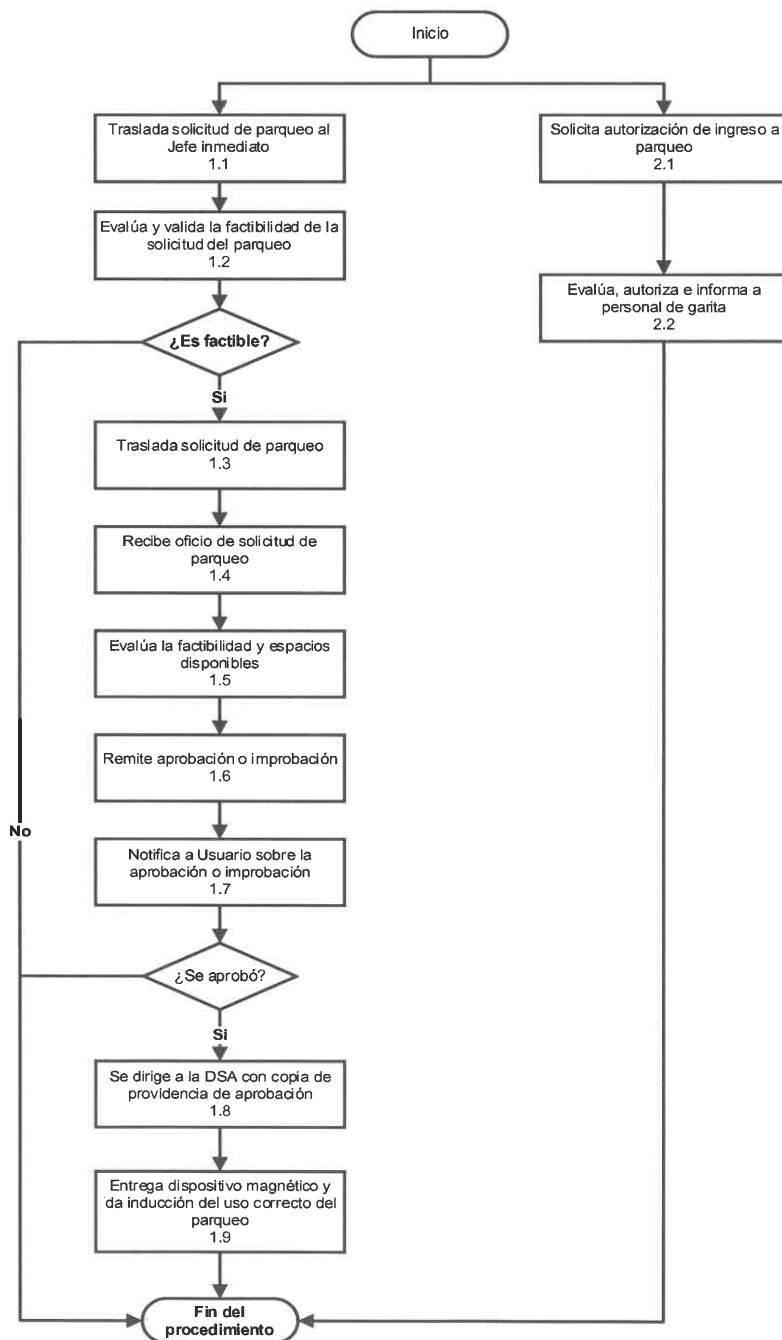 Inicio
Traslada solicitud de parqueo al
Jefe inmediato
1.1
Solicita autorización de ingreso a
parqueo
2.1
Evalúa y valida la factibilidad de la
solicitud del parqueo
1.2
Evalúa, autoriza e informa a
personal de garita
2.2
¿Es factible?
Si
Traslada solicitud de parqueo
1.3
Recibe oficio de solicitud de
parqueo
1.4
Evalúa la factibilidad y espacios
disponibles
1.5
Remite aprobación o improbación
1.6
No
Notifica a Usuario sobre la
aprobación o improbación
1.7
¿Se aprobó?
Si
Se dirige a la DSA con copia de
providencia de aprobación
1.8
Entrega dispositivo magnético y
da inducción del uso correcto del
parqueo
1.9
Fin del
procedimiento